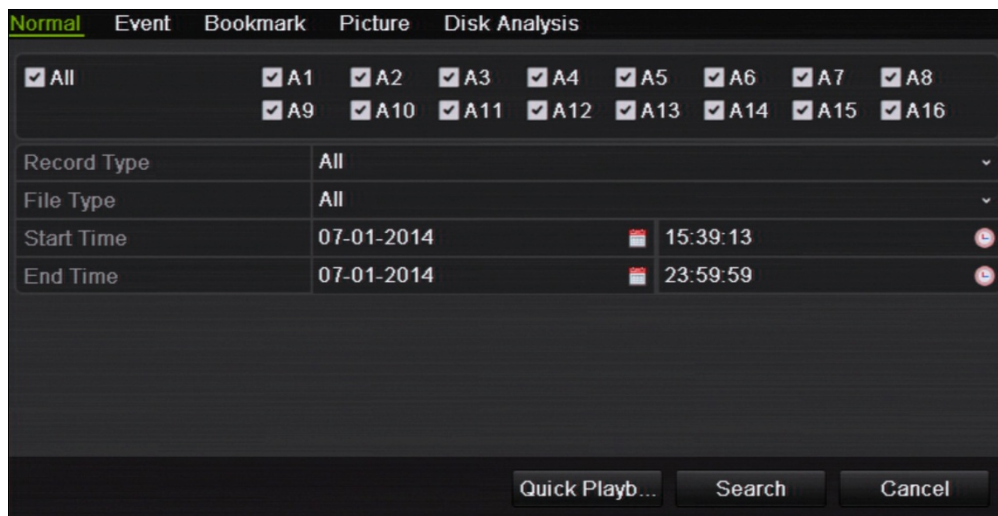 Normal Event Bookmark Picture Disk Analysis
All A1 A2 A3 A4 A5 A6 A7 A8
A9 A10 A11 A12 A13 A14 A15 A16
Record Type All
File Type All
Start Time 07-01-2014 15:39:13
End Time 07-01-2014 23:59:59
Quick Playb... Search Cancel